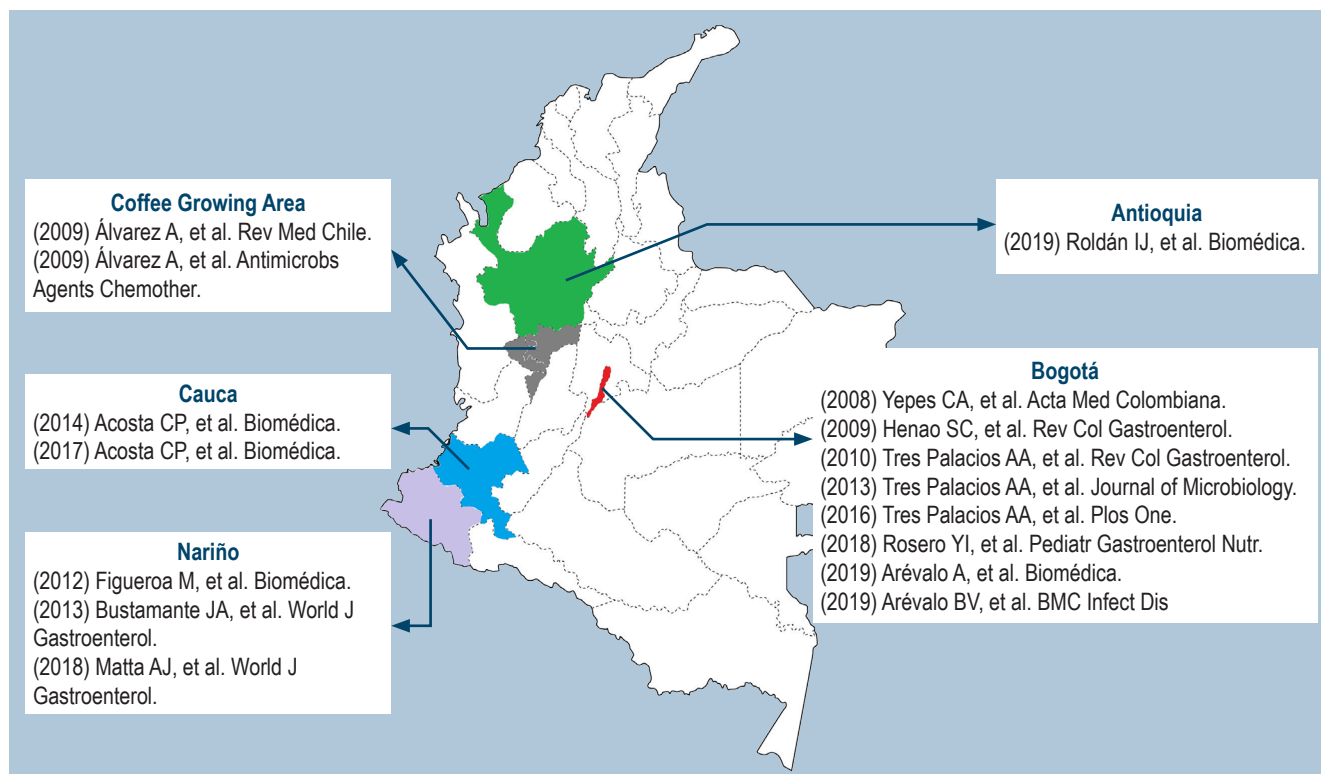 Coffee Growing Area
(2009) Álvarez A, et al. Rev Med Chile.
(2009) Álvarez A, et al. Antimicrobs
Agents Chemother.
Cauca
(2014) Acosta CP, et al. Biomédica.
(2017) Acosta CP, et al. Biomédica.
Nariño
(2012) Figueroa M, et al. Biomédica.
(2013) Bustamante JA, et al. World J
Gastroenterol.
(2018) Matta AJ, et al. World J
Gastroenterol.
Antioquia
(2019) Roldán IJ, et al. Biomédica.
Bogotá
(2008) Yepes CA, et al. Acta Med Colombiana.
(2009) Henao SC, et al. Rev Col Gastroenterol.
(2010) Tres Palacios AA, et al. Rev Col Gastroenterol.
(2013) Tres Palacios AA, et al. Journal of Microbiology.
(2016) Tres Palacios AA, et al. Plos One.
(2018) Rosero YI, et al. Pediatr Gastroenterol Nutr.
(2019) Arévalo A, et al. Biomédica.
(2019) Arévalo BV, et al. BMC Infect Dis